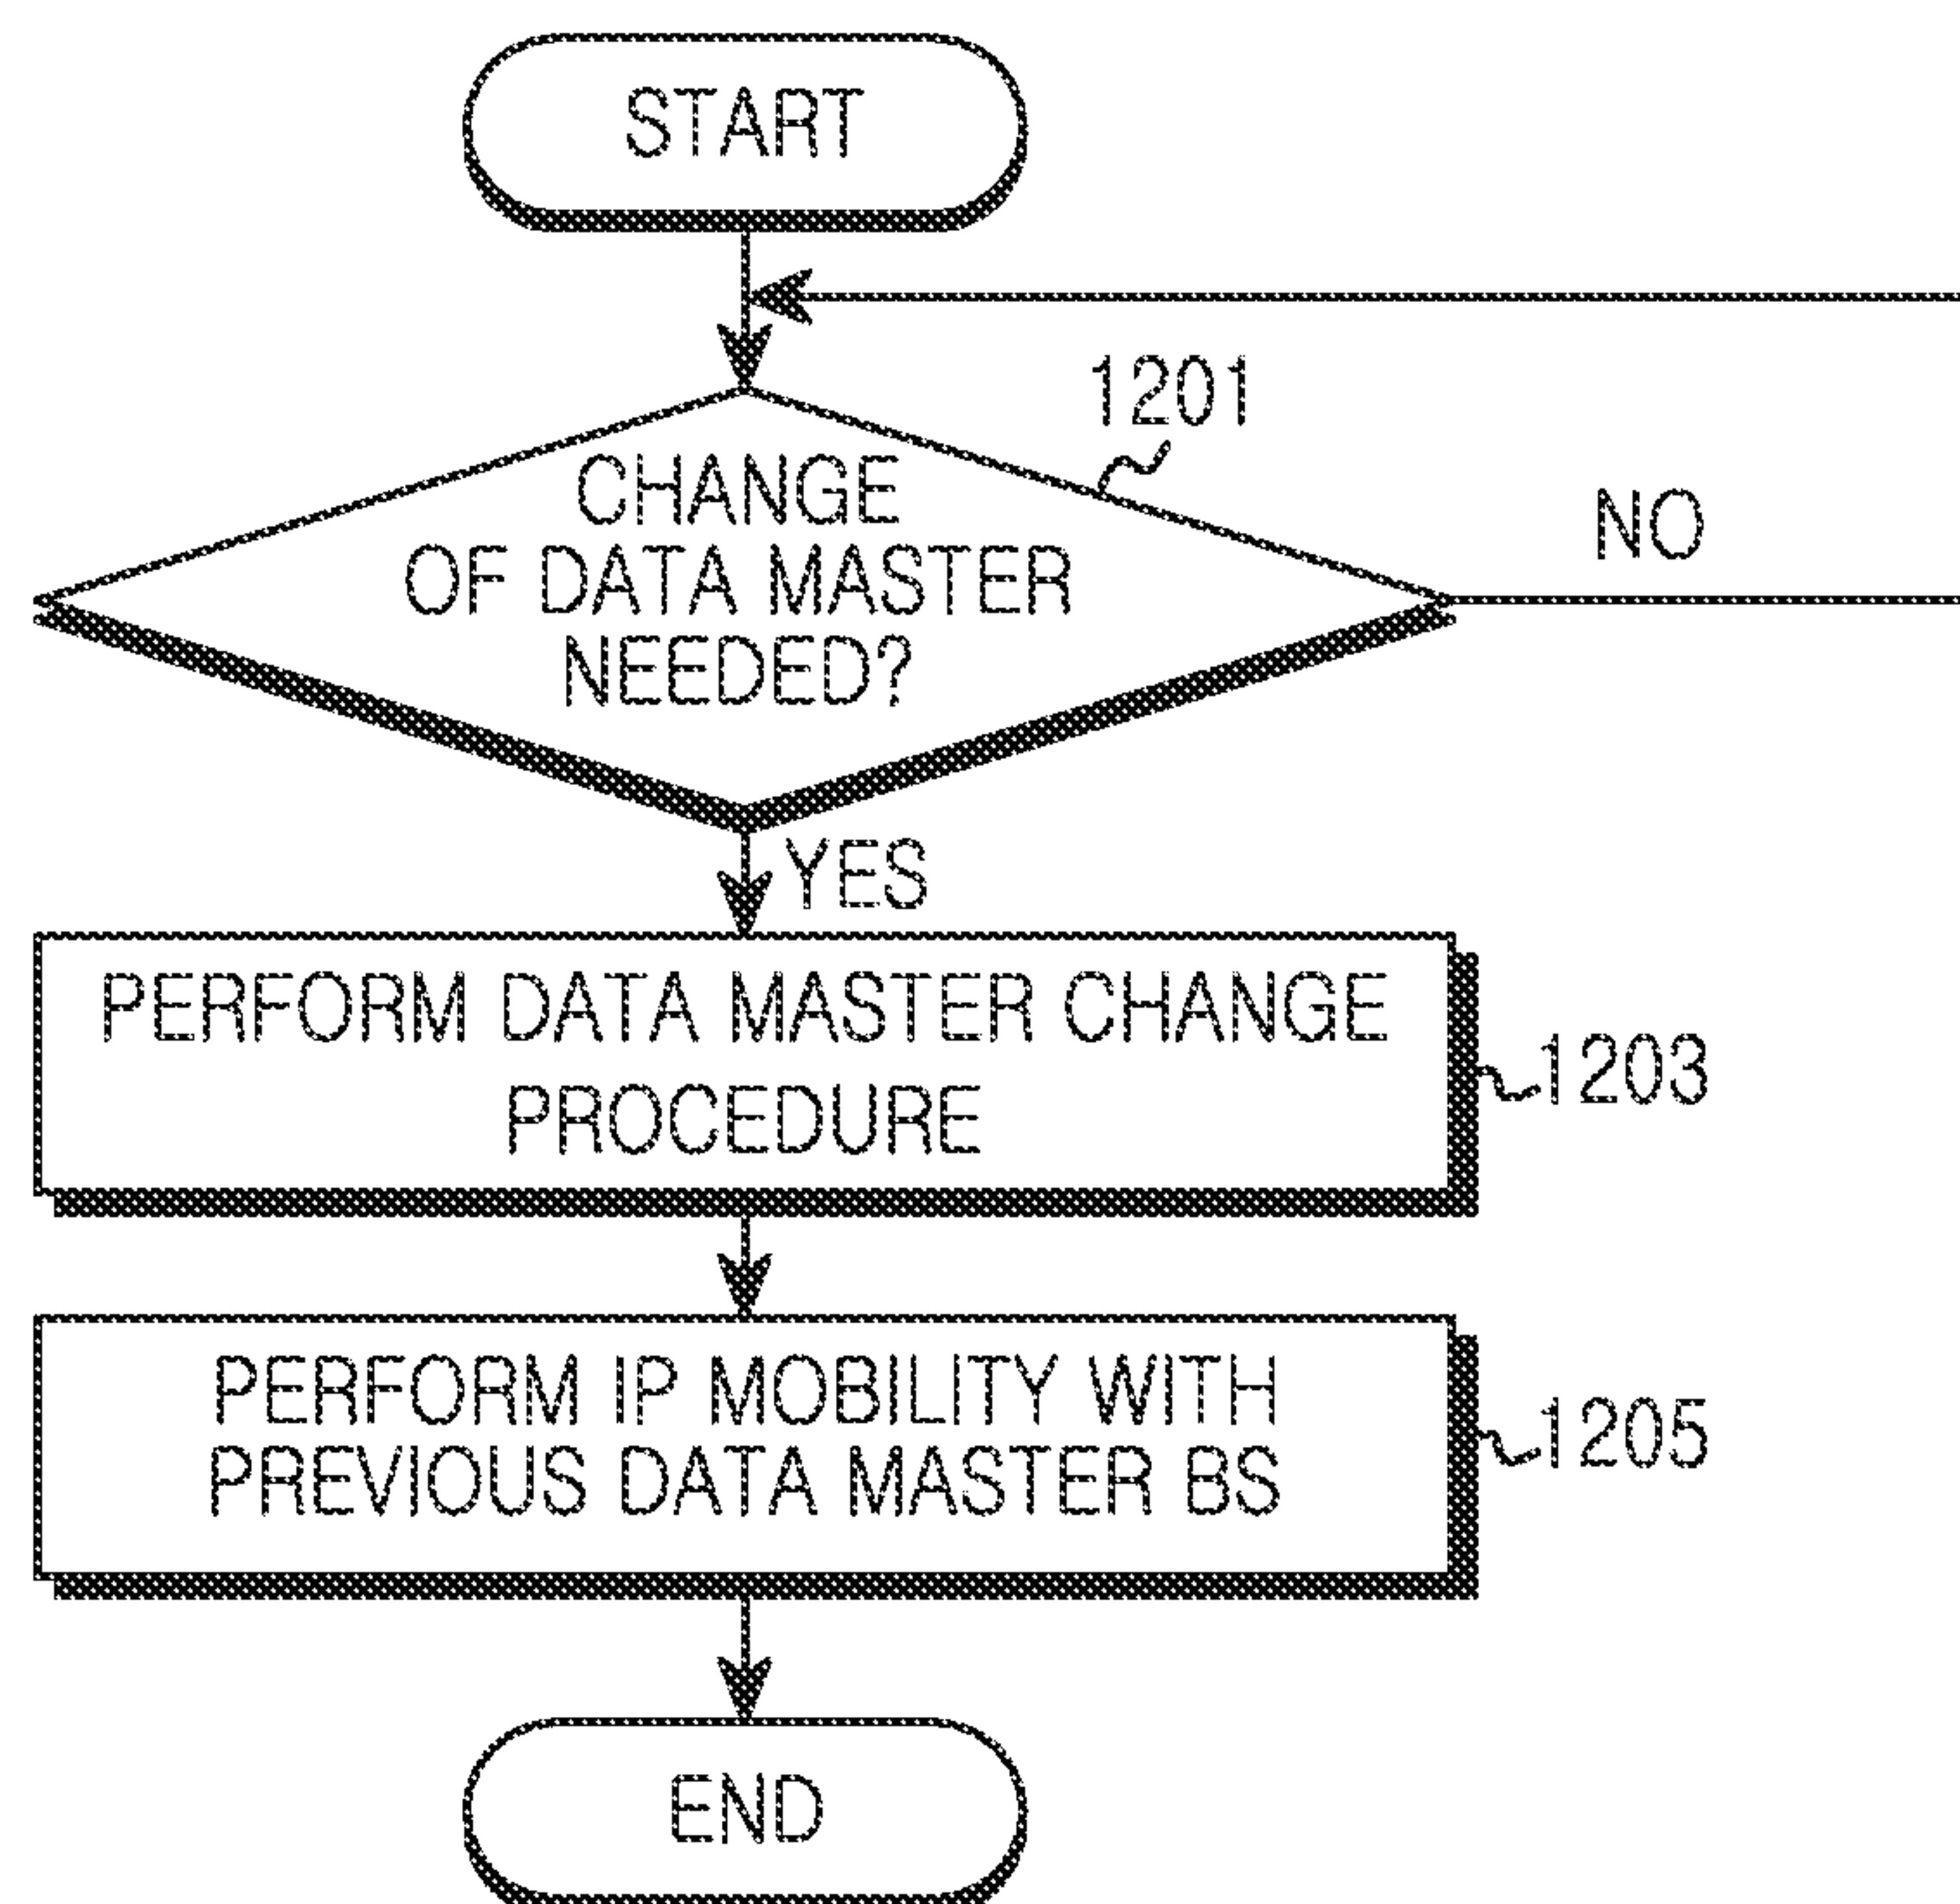 START
1201
CHANGE
OF DATA MASTER
NEEDED?
NO
YES
PERFORM DATA MASTER CHANGE
PROCEDURE
1203
PERFORM IP MOBILITY WITH
PREVIOUS DATA MASTER BS
1205
END